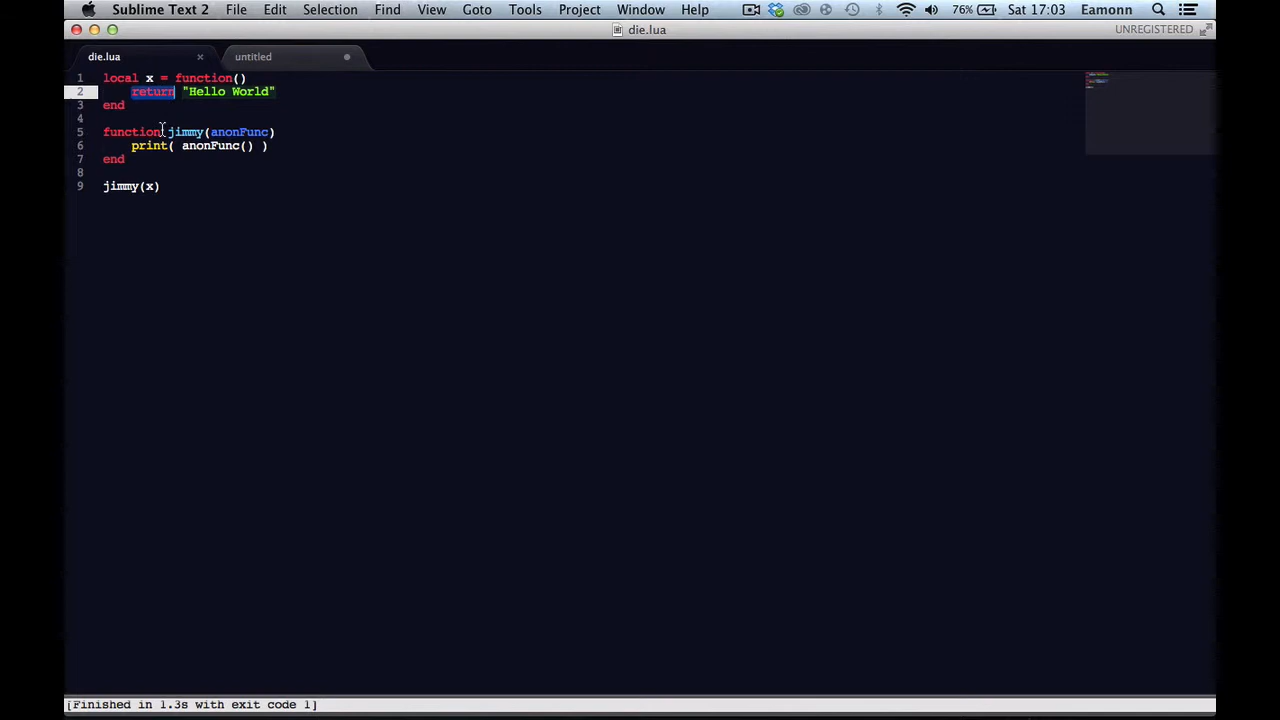 Sublime Text 2 File Edit Selection Find View Goto Tools Project Window Help 76% Sat 17:03 Eamonn
die.lua UNREGISTERED
die.lua untitled
1 local x = function()
2 return "Hello World"
3 end
4
5 function jimmy(anonFunc)
6 print( anonFunc() )
7 end
8
9 jimmy(x)
[Finished in 1.3s with exit code 1]